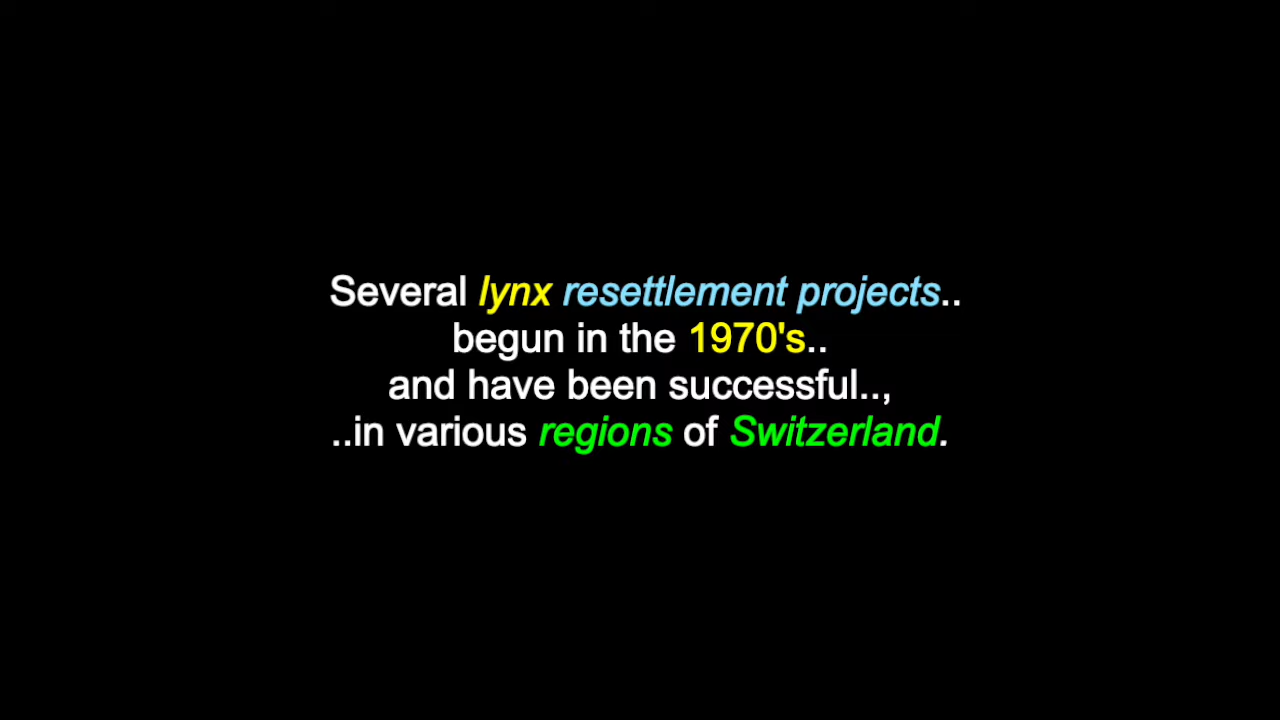 Several lynx resettlement projects..
begun in the 1970's..
and have been successful..,
..in various regions of Switzerland.